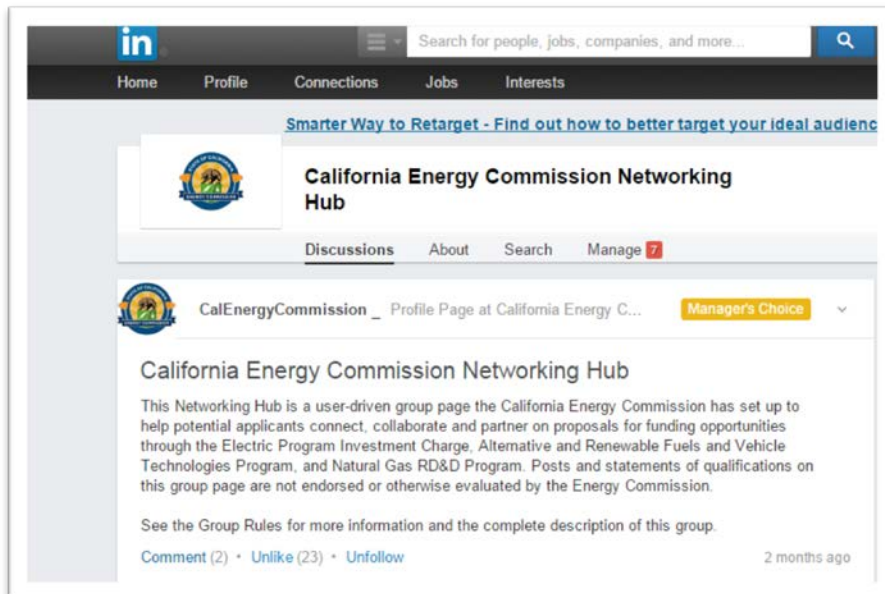 in
Search for people, jobs, companies, and more...
Home Profile Connections Jobs Interests
Smarter Way to Retarget - Find out how to better target your ideal audienc
California Energy Commission Networking
Hub
Discussions About Search Manage 7
CalEnergyCommission _ Profile Page at California Energy C... Manager's Choice
California Energy Commission Networking Hub
This Networking Hub is a user-driven group page the California Energy Commission has set up to
help potential applicants connect, collaborate and partner on proposals for funding opportunities
through the Electric Program Investment Charge, Alternative and Renewable Fuels and Vehicle
Technologies Program, and Natural Gas RD&D Program. Posts and statements of qualifications on
this group page are not endorsed or otherwise evaluated by the Energy Commission.
See the Group Rules for more information and the complete description of this group.
Comment (2) • Unlike (23) • Unfollow 2 months ago